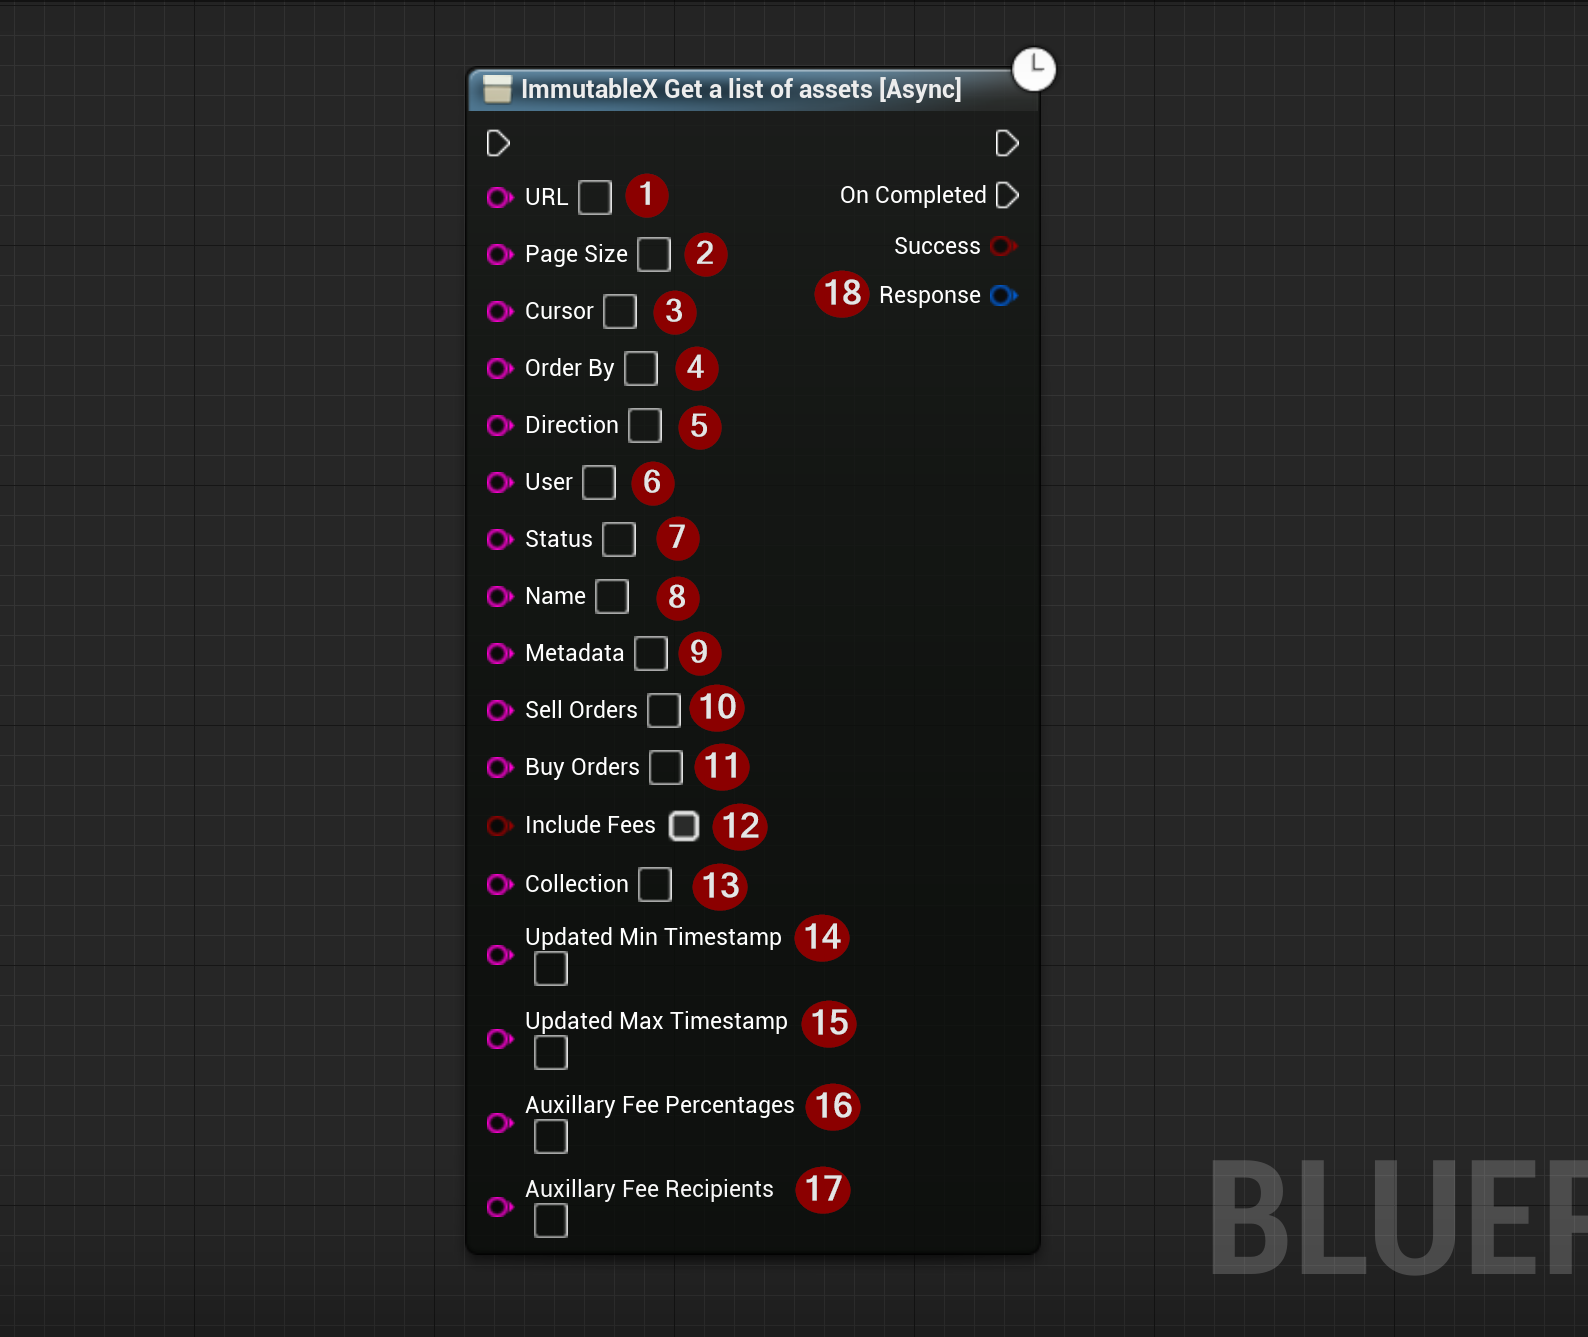 ImmutableX Get a list of assets [Async]
URL 1
On Completed
Page Size 2
Success
Cursor 3
18 Response
Order By 4
Direction 5
User 6
Status 7
Name 8
Metadata 9
Sell Orders 10
Buy Orders 11
Include Fees 12
Collection 13
Updated Min Timestamp 14
Updated Max Timestamp 15
Auxillary Fee Percentages 16
Auxillary Fee Recipients 17